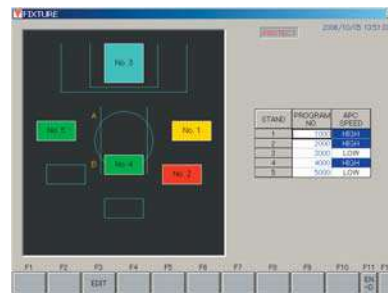 FIXTURE
PROTECT
2006/10/05 13:51:0
No. 3
A
No. 5
No. 1
B
No. 4
No. 2
STAND PROGRAM NO. APC SPEED
1 1000 HIGH
2 2000 HIGH
3 3000 LOW
4 4000 HIGH
5 5000 LOW
F1 F2 F3 F4 F5 F6 F7 F8 F9 F10 F11 F1
EDIT